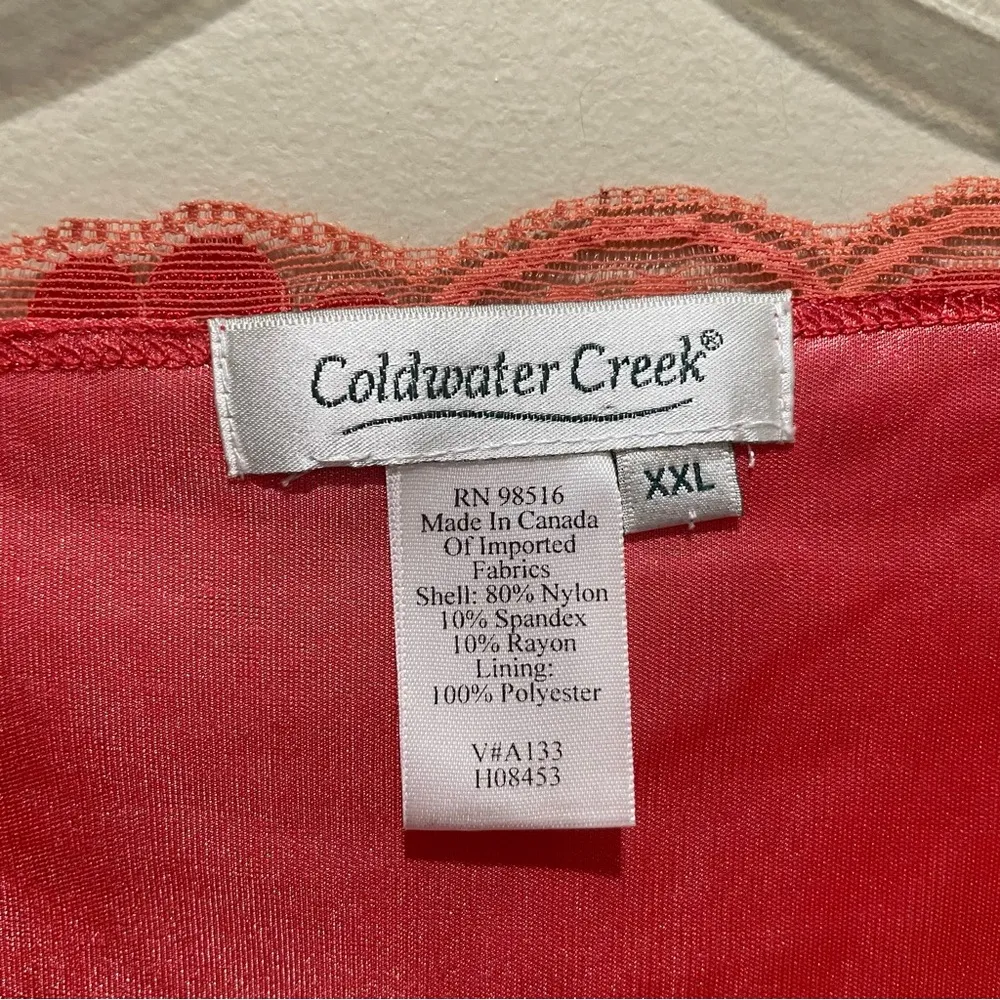 Coldwater Creek®
XXL
RN 98516
Made In Canada
Of Imported
Fabrics
Shell: 80% Nylon
10% Spandex
10% Rayon
Lining:
100% Polyester
V#A133
H08453